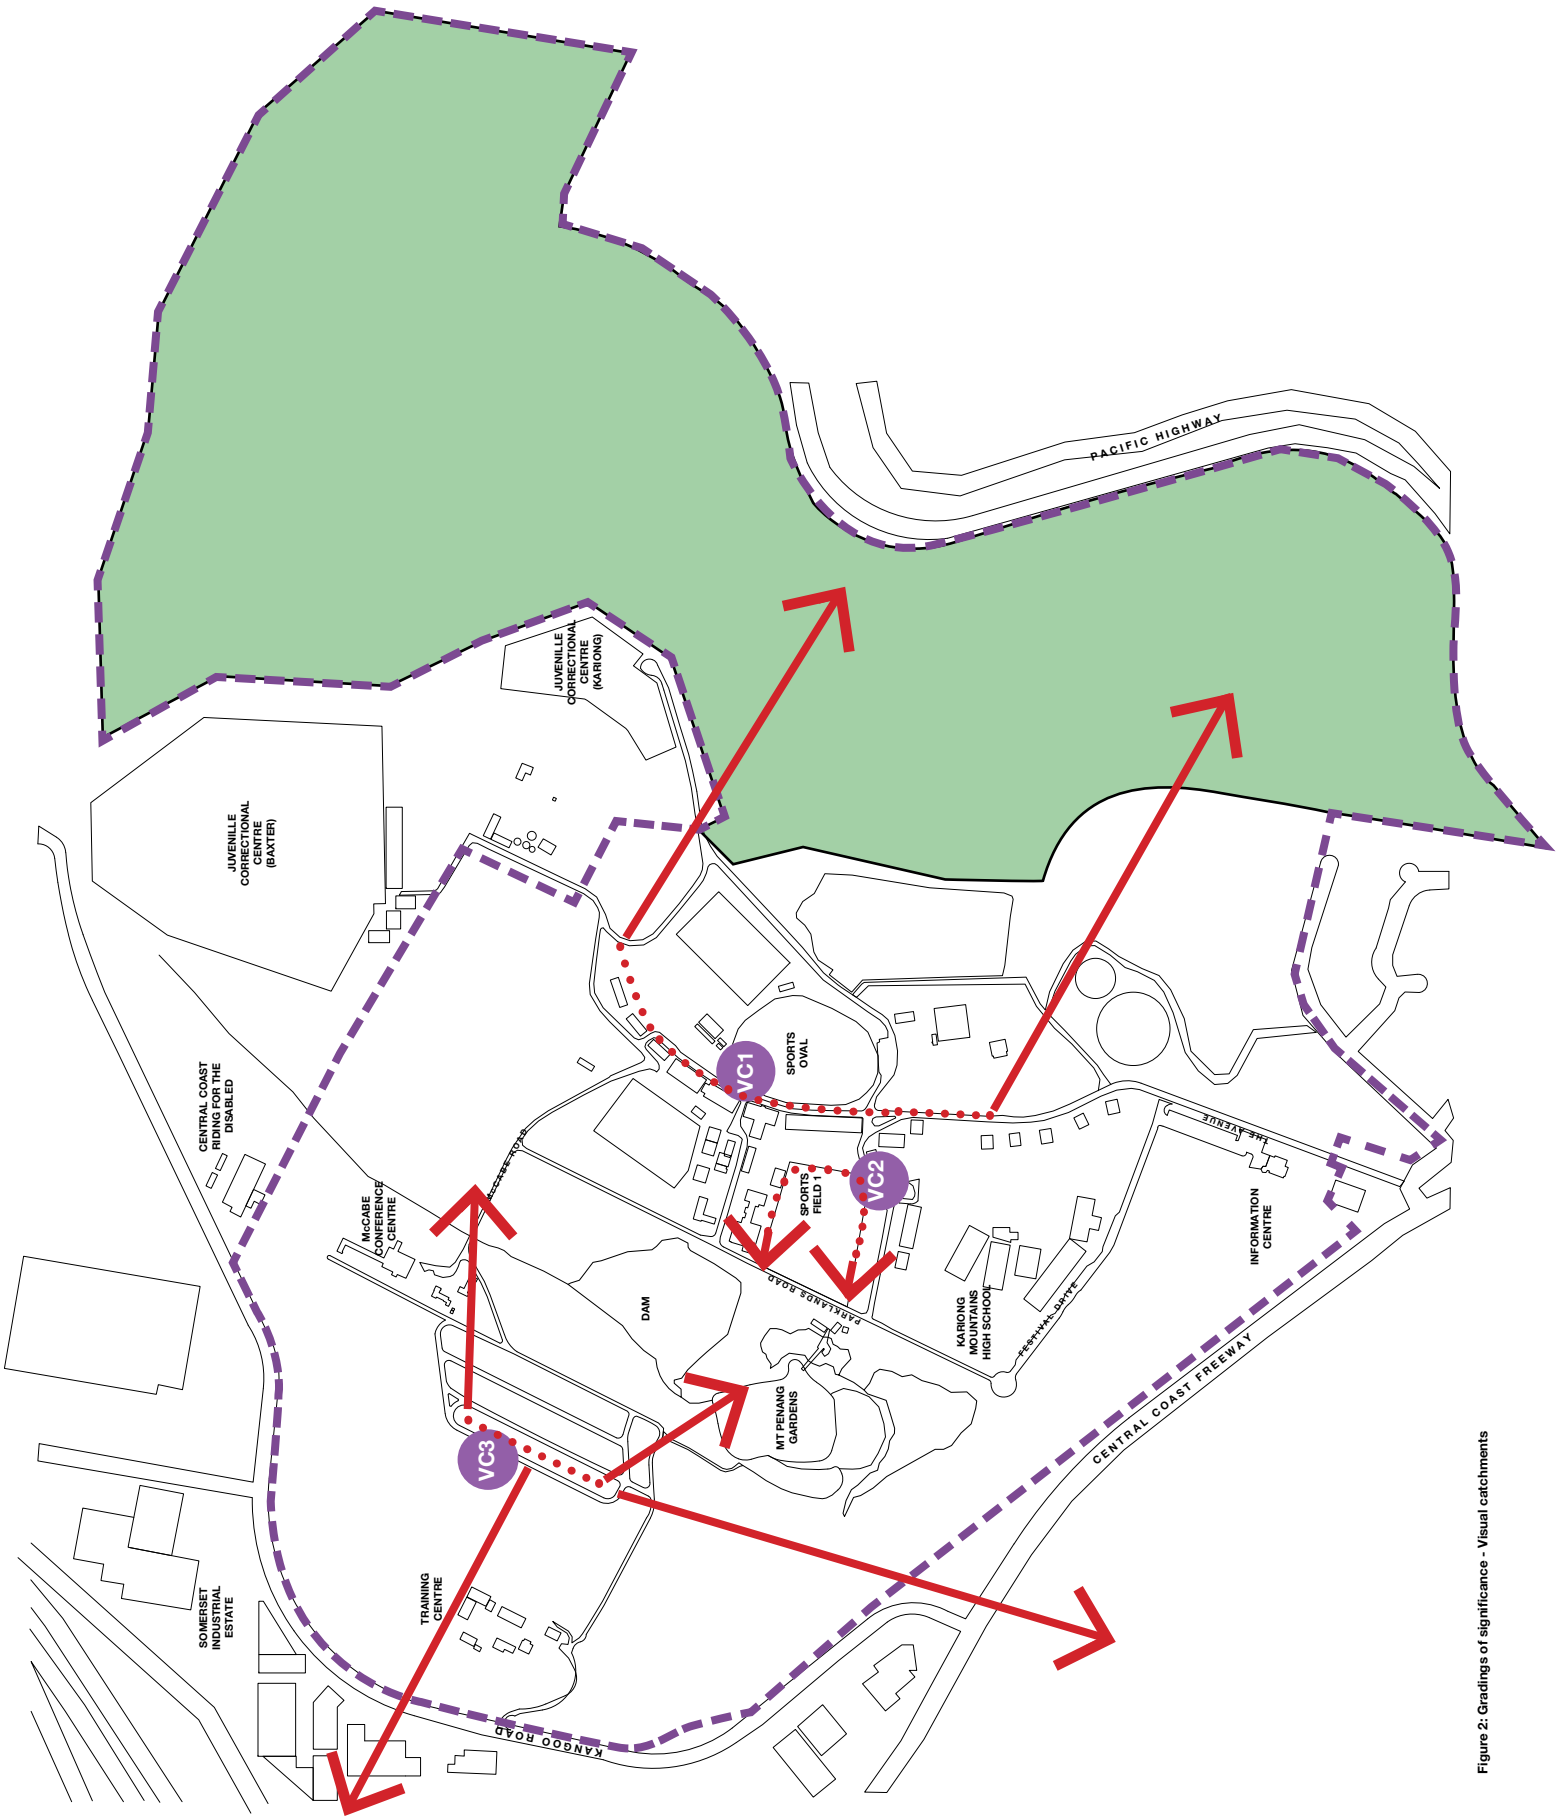 PACIFIC HIGHWAY
JUVENILLE
CORRECTIONAL
CENTRE
(KARIONG)
JUVENILLE
CORRECTIONAL
CENTRE
(BAXTER)
CENTRAL COAST
RIDING FOR THE
DISABLED
VC1
SPORTS
OVAL
McCABE ROAD
THE AVENUE
VC2
SPORTS
FIELD 1
McCABE
CONFERENCE
CENTRE
INFORMATION
CENTRE
PARKLANDS ROAD
DAM
KARIONG
MOUNTAINS
HIGH SCHOOL
FESTIVAL DRIVE
CENTRAL COAST FREEWAY
MT PENANG
GARDENS
VC3
TRAINING
CENTRE
SOMERSET
INDUSTRIAL
ESTATE
KANGOO ROAD
Figure 2: Gradings of significance - Visual catchments